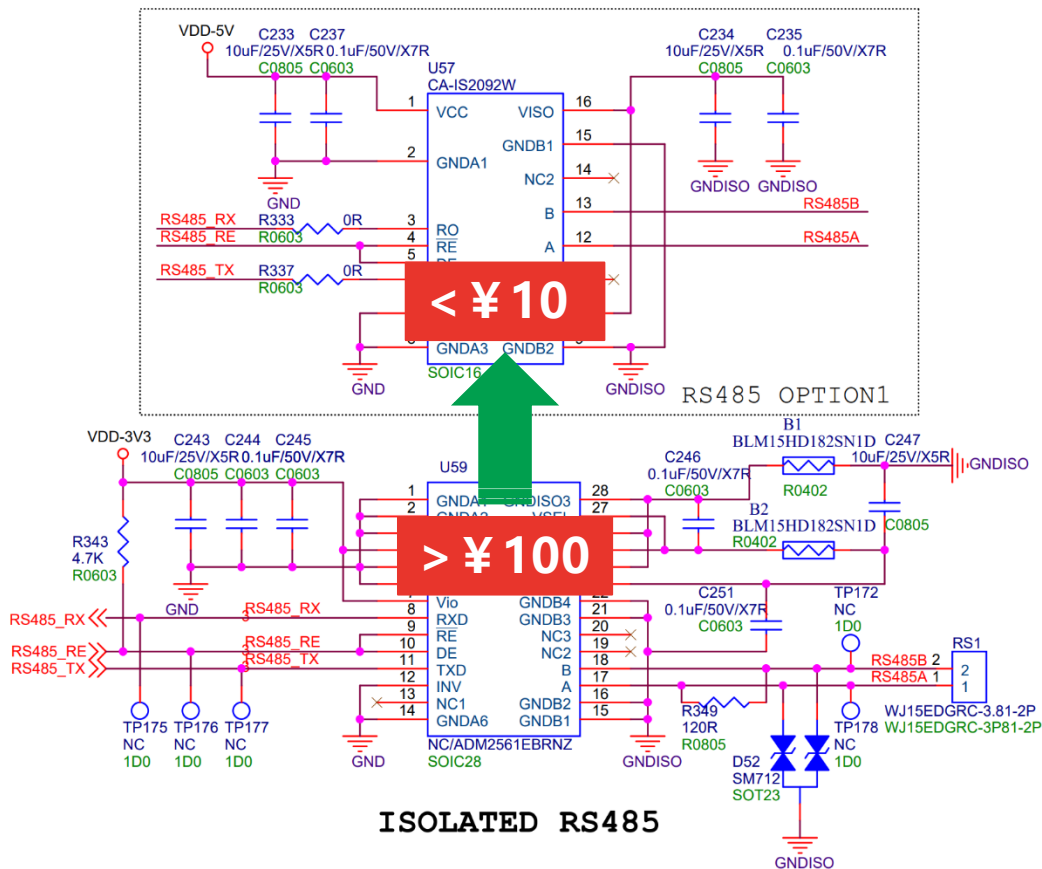 VDD-5V
C233 C237
10uF/25V/X5R 0.1uF/50V/X7R
C0805 C0603
C234 C235
10uF/25V/X5R 0.1uF/50V/X7R
C0805 C0603
U57
CA-IS2092W
1 VCC
2 GNDA1
3 RO
4 RE
5
VISO 16
GNDB1 15
NC2 14
B 13
A 12
GND
GNDISO GNDISO
RS485_RX R333 0R
R0603
RS485_RE
RS485_TX R337 0R
R0603
RS485B
RS485A
< ¥ 10
GNDA3 GNDB2
SOIC16
GND
GNDISO
RS485 OPTION1
VDD-3V3
C243 C244 C245
10uF/25V/X5R 0.1uF/50V/X7R
C0805 C0603 C0603
R343
4.7K
R0603
GND
U59
1
2
GNDISO3 28
VSEL 27
> ¥ 100
C246
0.1uF/50V/X7R
C0603
B1
BLM15HD182SN1D
R0402
B2
BLM15HD182SN1D
R0402
C247
10uF/25V/X5R
C0805
GNDISO
C251
0.1uF/50V/X7R
C0603
Vio
8 RXD
9 RE
10 DE
11 TXD
12 INV
13 NC1
14 GNDA6
GNDB4
GNDB3 21
NC3 20
NC2 19
B 18
A 17
GNDB2 16
GNDB1 15
NC/ADM2561EBRNZ
SOIC28
RS485_RX 3 RS485_RX
RS485_RE 3 RS485_RE
RS485_TX 3 RS485_TX
TP175 TP176 TP177
NC NC NC
1D0 1D0 1D0
GND
GNDISO
R349
120R
R0805
TP172
NC
1D0
RS485B 2
RS485A 1
RS1
2
1
WJ15EDGRC-3.81-2P
WJ15EDGRC-3P81-2P
TP178
NC
1D0
D52
SM712
SOT23
GNDISO
ISOLATED RS485